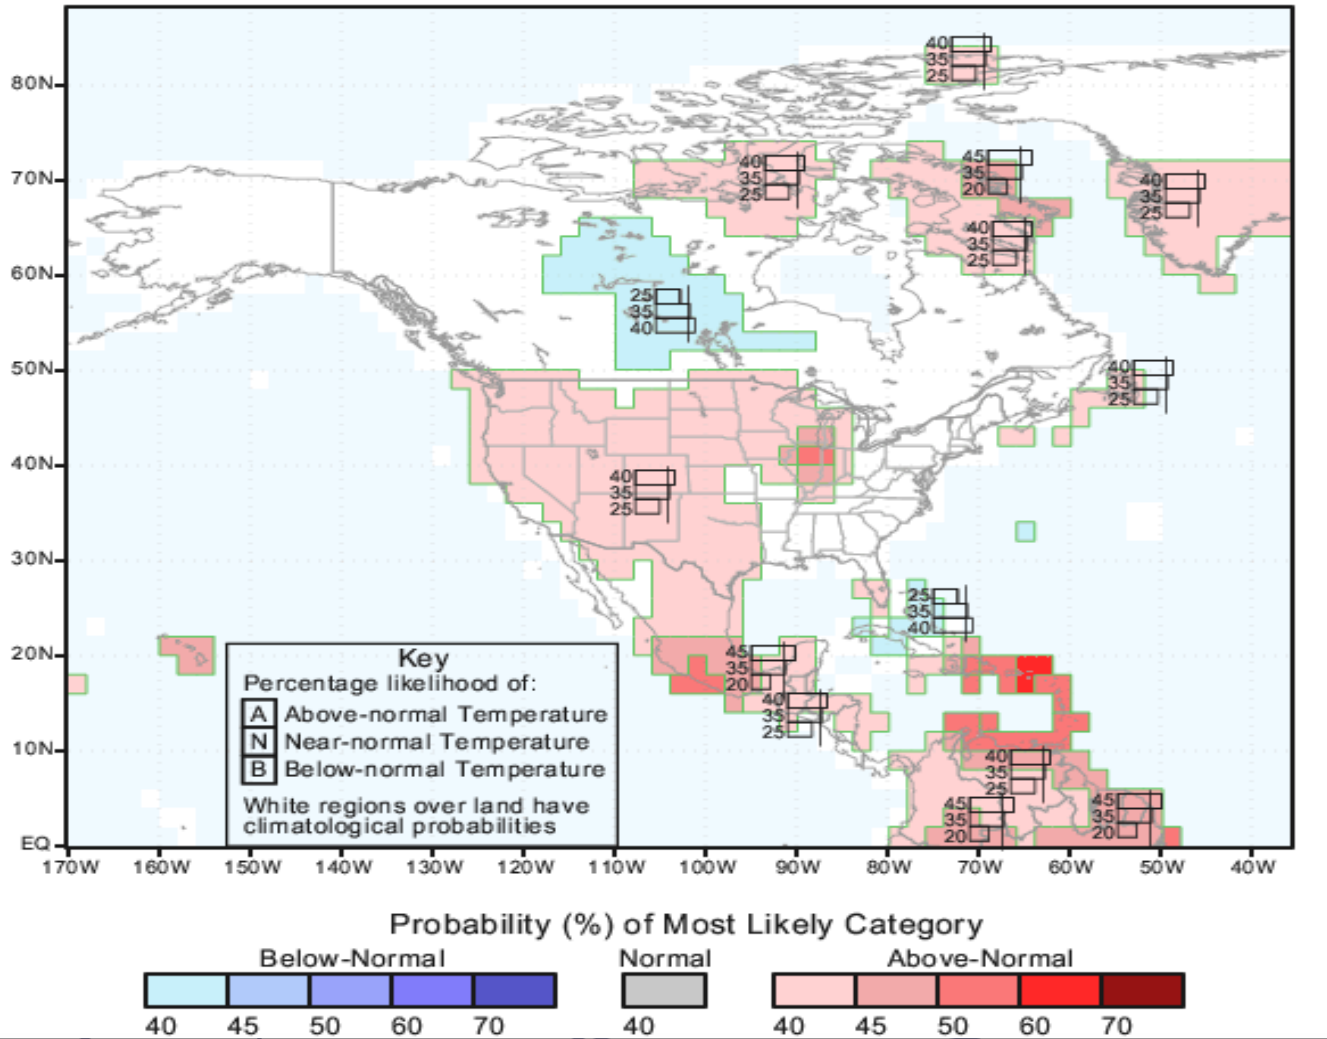 40
35
25
80N
40
35
25
45
35
20
40
35
25
70N
40
35
25
60N
25
35
40
50N
40
35
25
40N
40
35
25
30N
25
35
40
20N
45
35
20
40
35
25
10N
40
35
25
45
35
20
45
35
20
EQ
Key
Percentage likelihood of:
A Above-normal Temperature
N Near-normal Temperature
B Below-normal Temperature
White regions over land have
climatological probabilities
170W 160W 150W 140W 130W 120W 110W 100W 90W 80W 70W 60W 50W 40W
Probability (%) of Most Likely Category
Below-Normal Normal Above-Normal
40 45 50 60 70 40 40 45 50 60 70